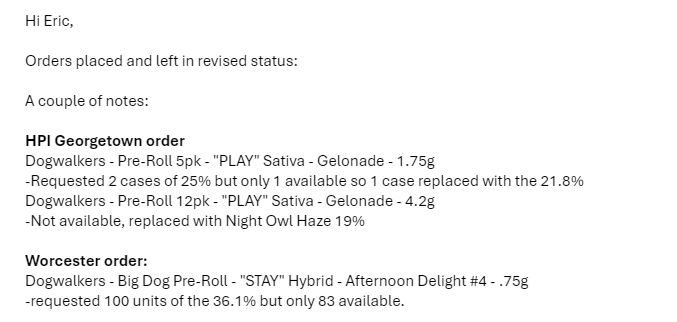 Hi Eric,
Orders placed and left in revised status:
A couple of notes:
HPI Georgetown order
Dogwalkers - Pre-Roll 5pk - "PLAY" Sativa - Gelonade - 1.75g
-Requested 2 cases of 25% but only 1 available so 1 case replaced with the 21.8%
Dogwalkers - Pre-Roll 12pk - "PLAY" Sativa - Gelonade - 4.2g
-Not available, replaced with Night Owl Haze 19%
Worcester order:
Dogwalkers - Big Dog Pre-Roll - "STAY" Hybrid - Afternoon Delight #4 - .75g
-requested 100 units of the 36.1% but only 83 available.